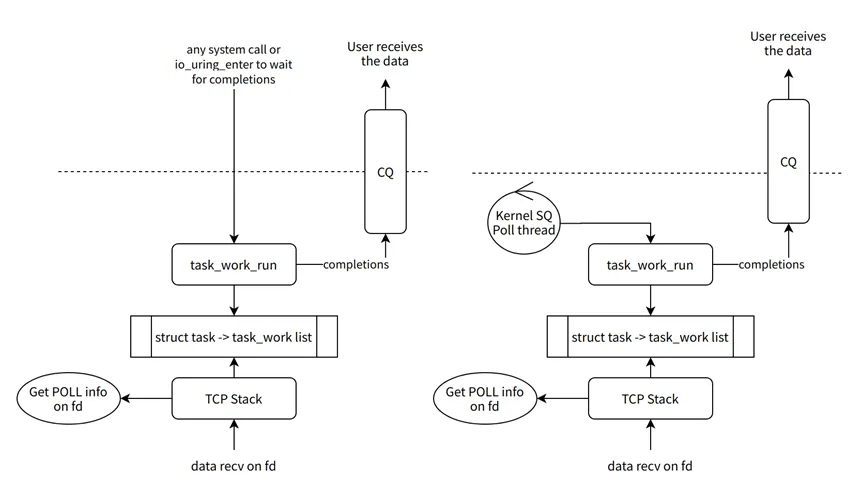 any system call or
io_uring_enter to wait
for completions
User receives
the data
CQ
task_work_run
completions
struct task -> task_work list
Get POLL info
on fd
TCP Stack
data recv on fd
User receives
the data
CQ
Kernel SQ
Poll thread
task_work_run
completions
struct task -> task_work list
Get POLL info
on fd
TCP Stack
data recv on fd